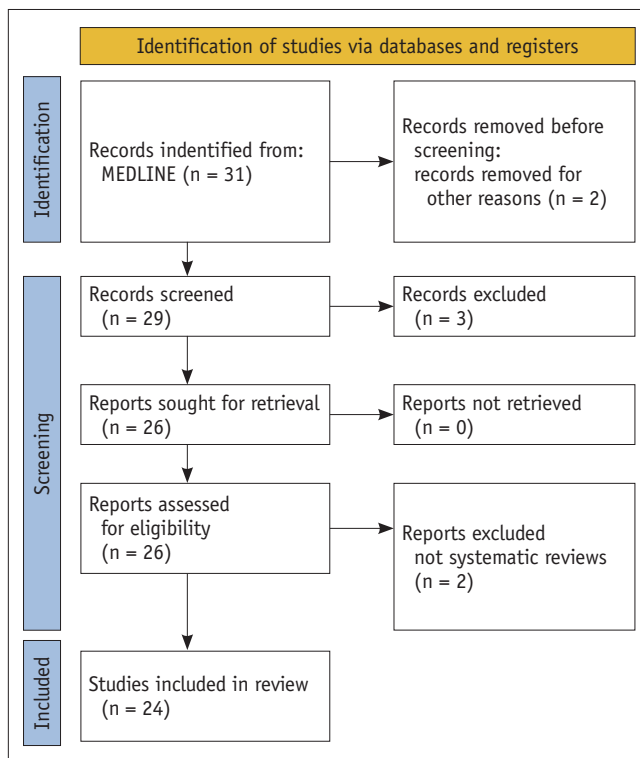 Identification of studies via databases and registers
Identification
Records indentified from:
MEDLINE (n = 31)
Records removed before
screening:
records removed for
other reasons (n = 2)
Screening
Records screened
(n = 29)
Records excluded
(n = 3)
Reports sought for retrieval
(n = 26)
Reports not retrieved
(n = 0)
Reports assessed
for eligibility
(n = 26)
Reports excluded
not systematic reviews
(n = 2)
Included
Studies included in review
(n = 24)